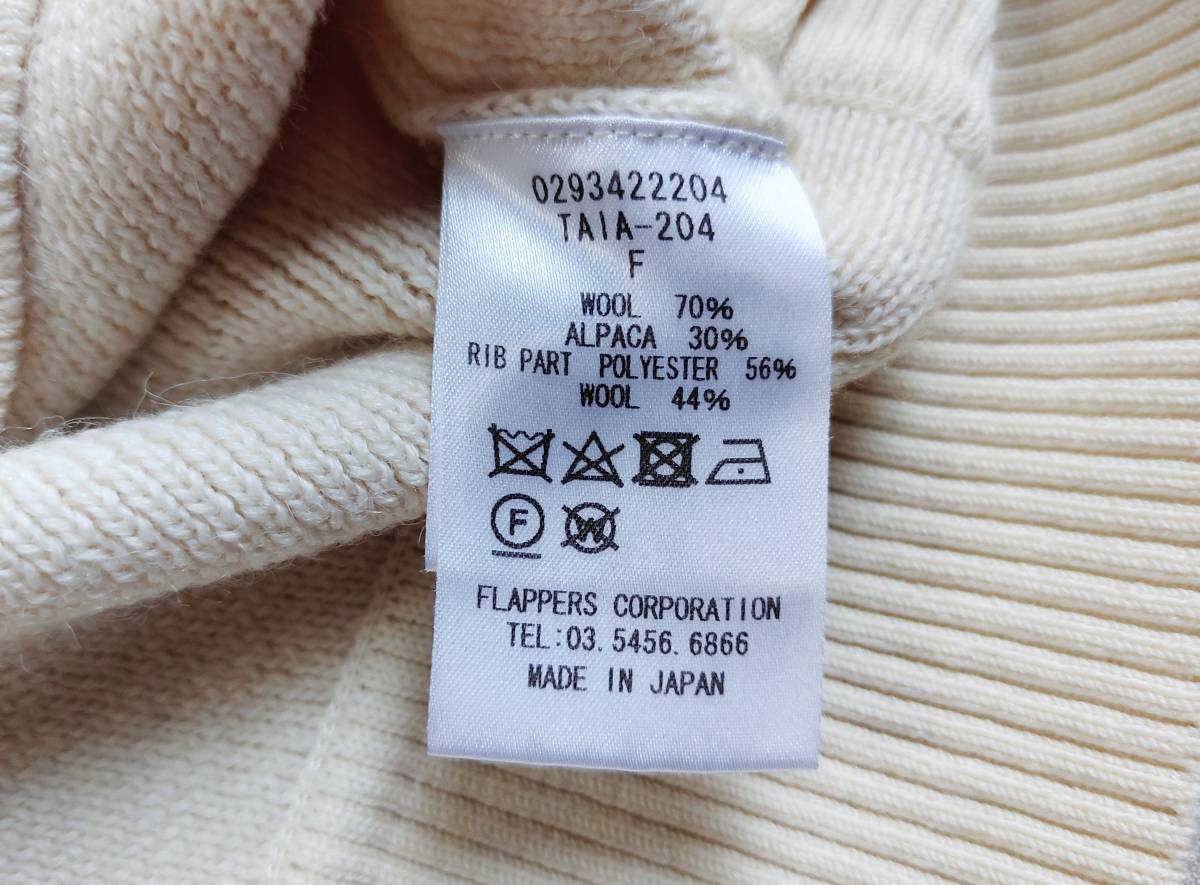 0293422204
TAIA-204
F
WOOL 70%
ALPACA 30%
RIB PART POLYESTER 56%
WOOL 44%
F W
FLAPPERS CORPORATION
TEL:03.5456.6866
MADE IN JAPAN